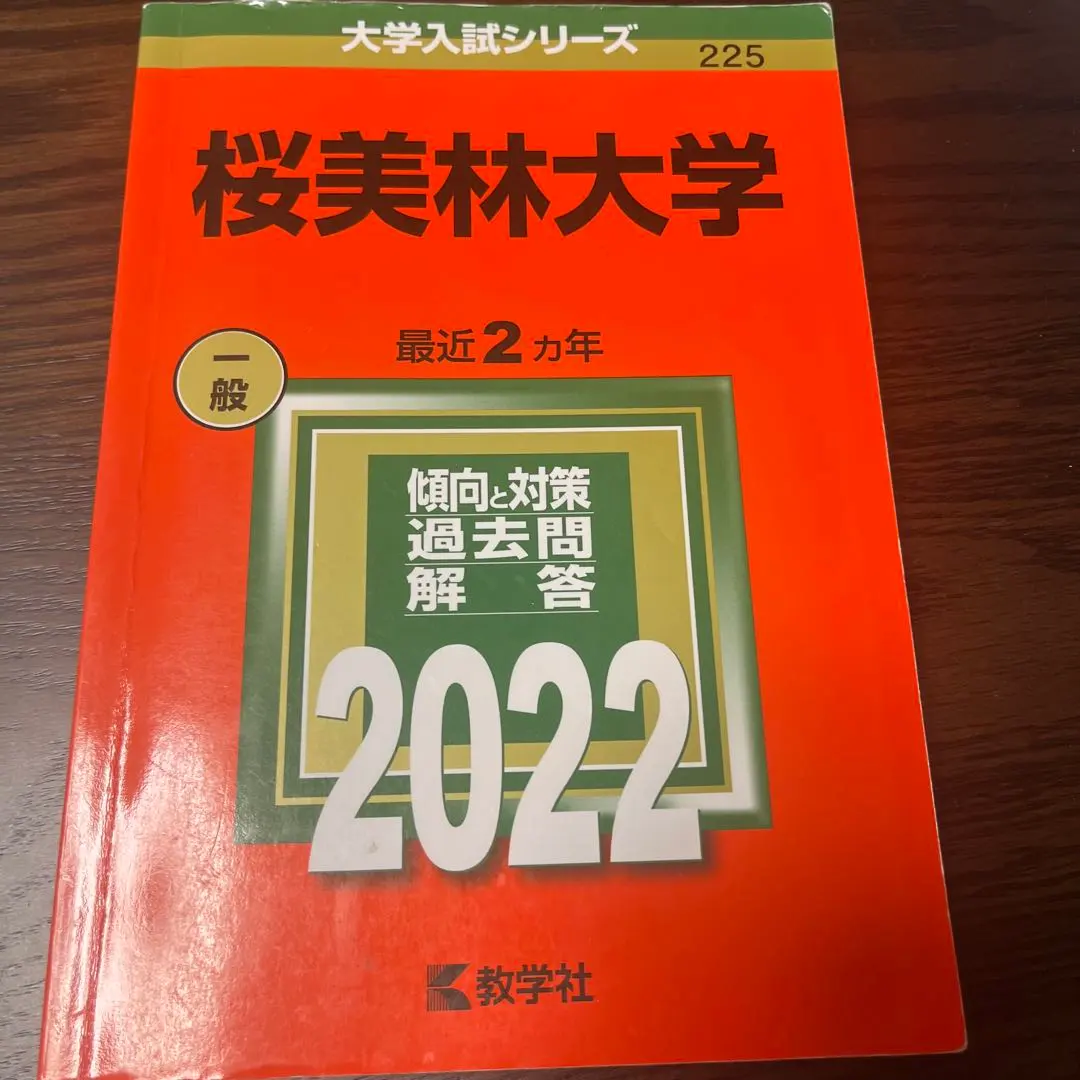 大学入試シリーズ
225
桜美林大学
最近2カ年
一
般
傾向と対策
過去問
解答
2022
教学社